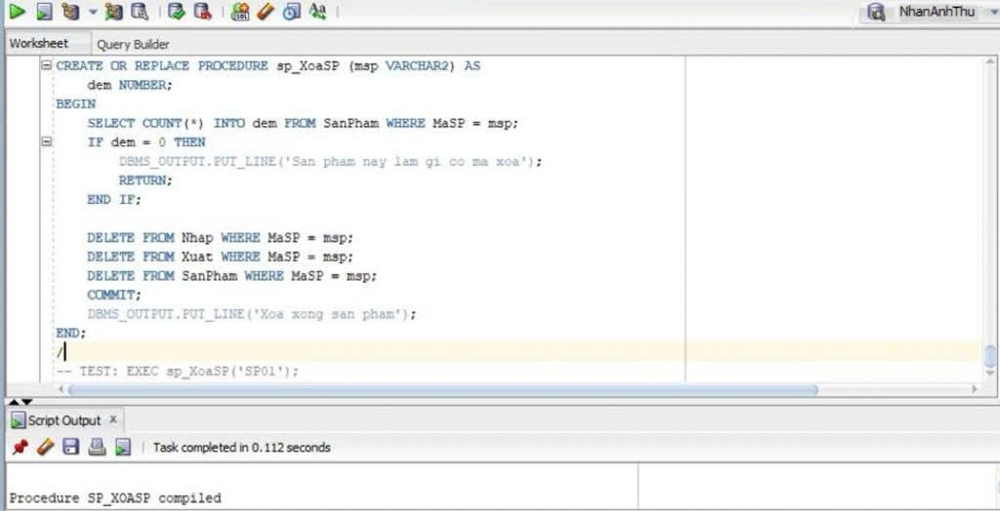 NhanAnhThu
Worksheet Query Builder
CREATE OR REPLACE PROCEDURE sp_XoaSP (msp VARCHAR2) AS
    dem NUMBER;
BEGIN
    SELECT COUNT(*) INTO dem FROM SanPham WHERE MaSP = msp;
    IF dem = 0 THEN
        DBMS_OUTPUT.PUT_LINE('San pham nay lam gi co ma xoa');
        RETURN;
    END IF;
    DELETE FROM Nhap WHERE MaSP = msp;
    DELETE FROM Xuat WHERE MaSP = msp;
    DELETE FROM SanPham WHERE MaSP = msp;
    COMMIT;
    DBMS_OUTPUT.PUT_LINE('Xoa xong san pham');
END;
/
-- TEST: EXEC sp_XoaSP('SP01');
Script Output x
Task completed in 0.112 seconds
Procedure SP_XOASP compiled